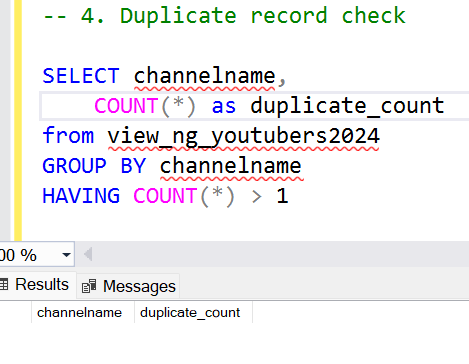 -- 4. Duplicate record check
SELECT channelname,
COUNT(*) as duplicate_count
from view_ng_youtubers2024
GROUP BY channelname
HAVING COUNT(*) > 1
00 %
Results Messages
channelname duplicate_count